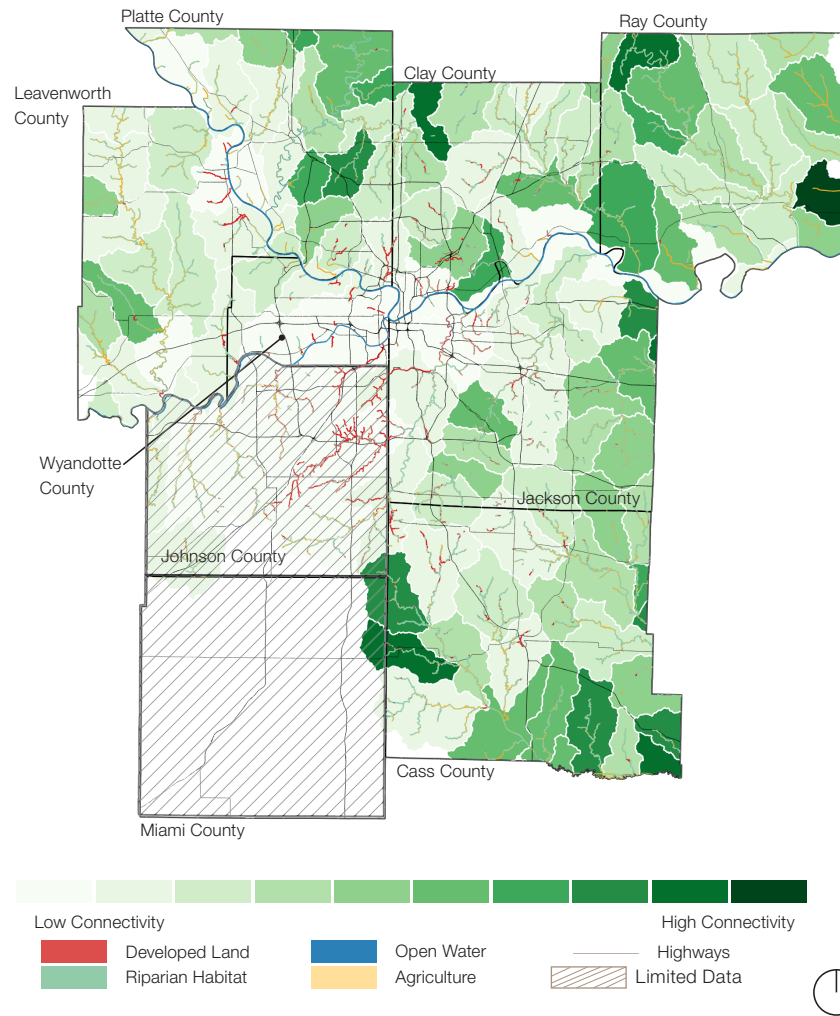 Platte County
Ray County
Clay County
Leavenworth
County
Wyandotte
County
Jackson County
Johnson County
Cass County
Miami County
Low Connectivity
High Connectivity
Developed Land
Open Water
Highways
Riparian Habitat
Agriculture
Limited Data